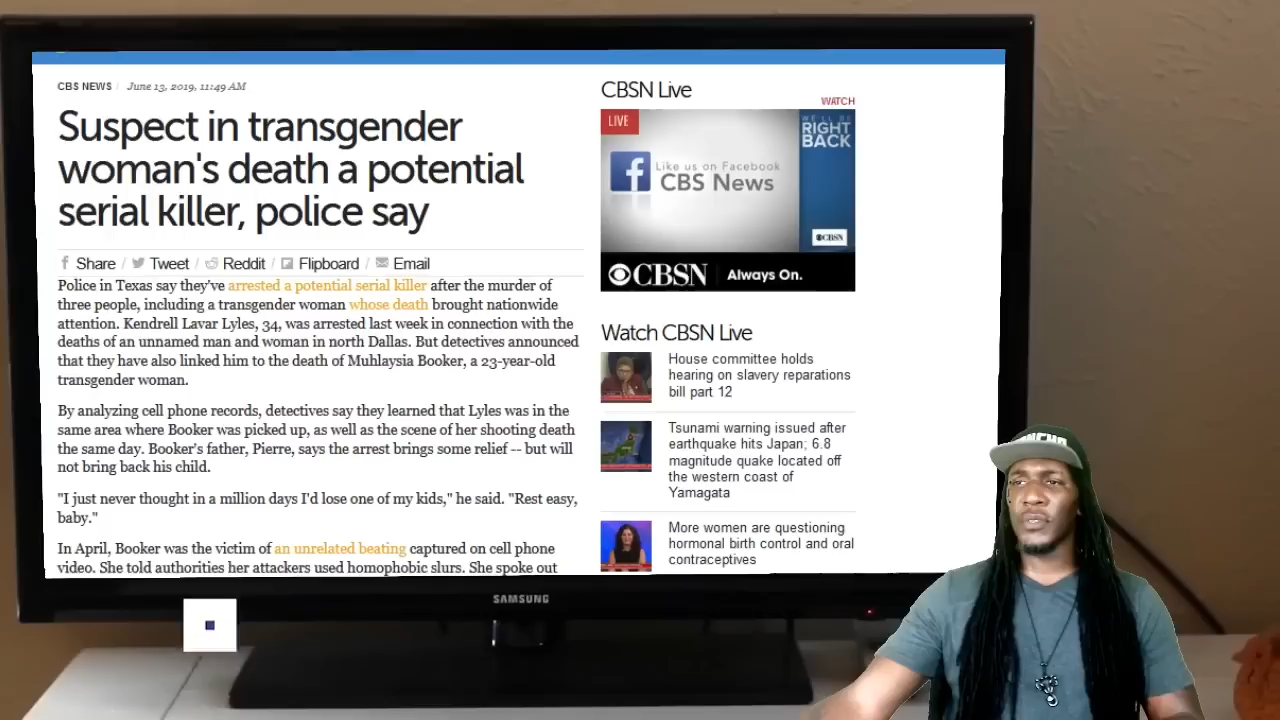 CBS NEWS / June 13, 2019, 11:49 AM
Suspect in transgender
woman's death a potential
serial killer, police say
Share / Tweet / Reddit / Flipboard / Email
Police in Texas say they've arrested a potential serial killer after the murder of
three people, including a transgender woman whose death brought nationwide
attention. Kendrell Lavar Lyles, 34, was arrested last week in connection with the
deaths of an unnamed man and woman in north Dallas. But detectives announced
that they have also linked him to the death of Muhlaysia Booker, a 23-year-old
transgender woman.
By analyzing cell phone records, detectives say they learned that Lyles was in the
same area where Booker was picked up, as well as the scene of her shooting death
the same day. Booker's father, Pierre, says the arrest brings some relief -- but will
not bring back his child.
"I just never thought in a million days I'd lose one of my kids," he said. "Rest easy,
baby."
In April, Booker was the victim of an unrelated beating captured on cell phone
video. She told authorities her attackers used homophobic slurs. She spoke out
CBSN Live
WATCH
LIVE
WE'LL BE
RIGHT
BACK
Like us on Facebook
CBS News
CBSN
CBSN Always On.
Watch CBSN Live
House committee holds
hearing on slavery reparations
bill part 12
Tsunami warning issued after
earthquake hits Japan; 6.8
magnitude quake located off
the western coast of
Yamagata
More women are questioning
hormonal birth control and oral
contraceptives
SAMSUNG